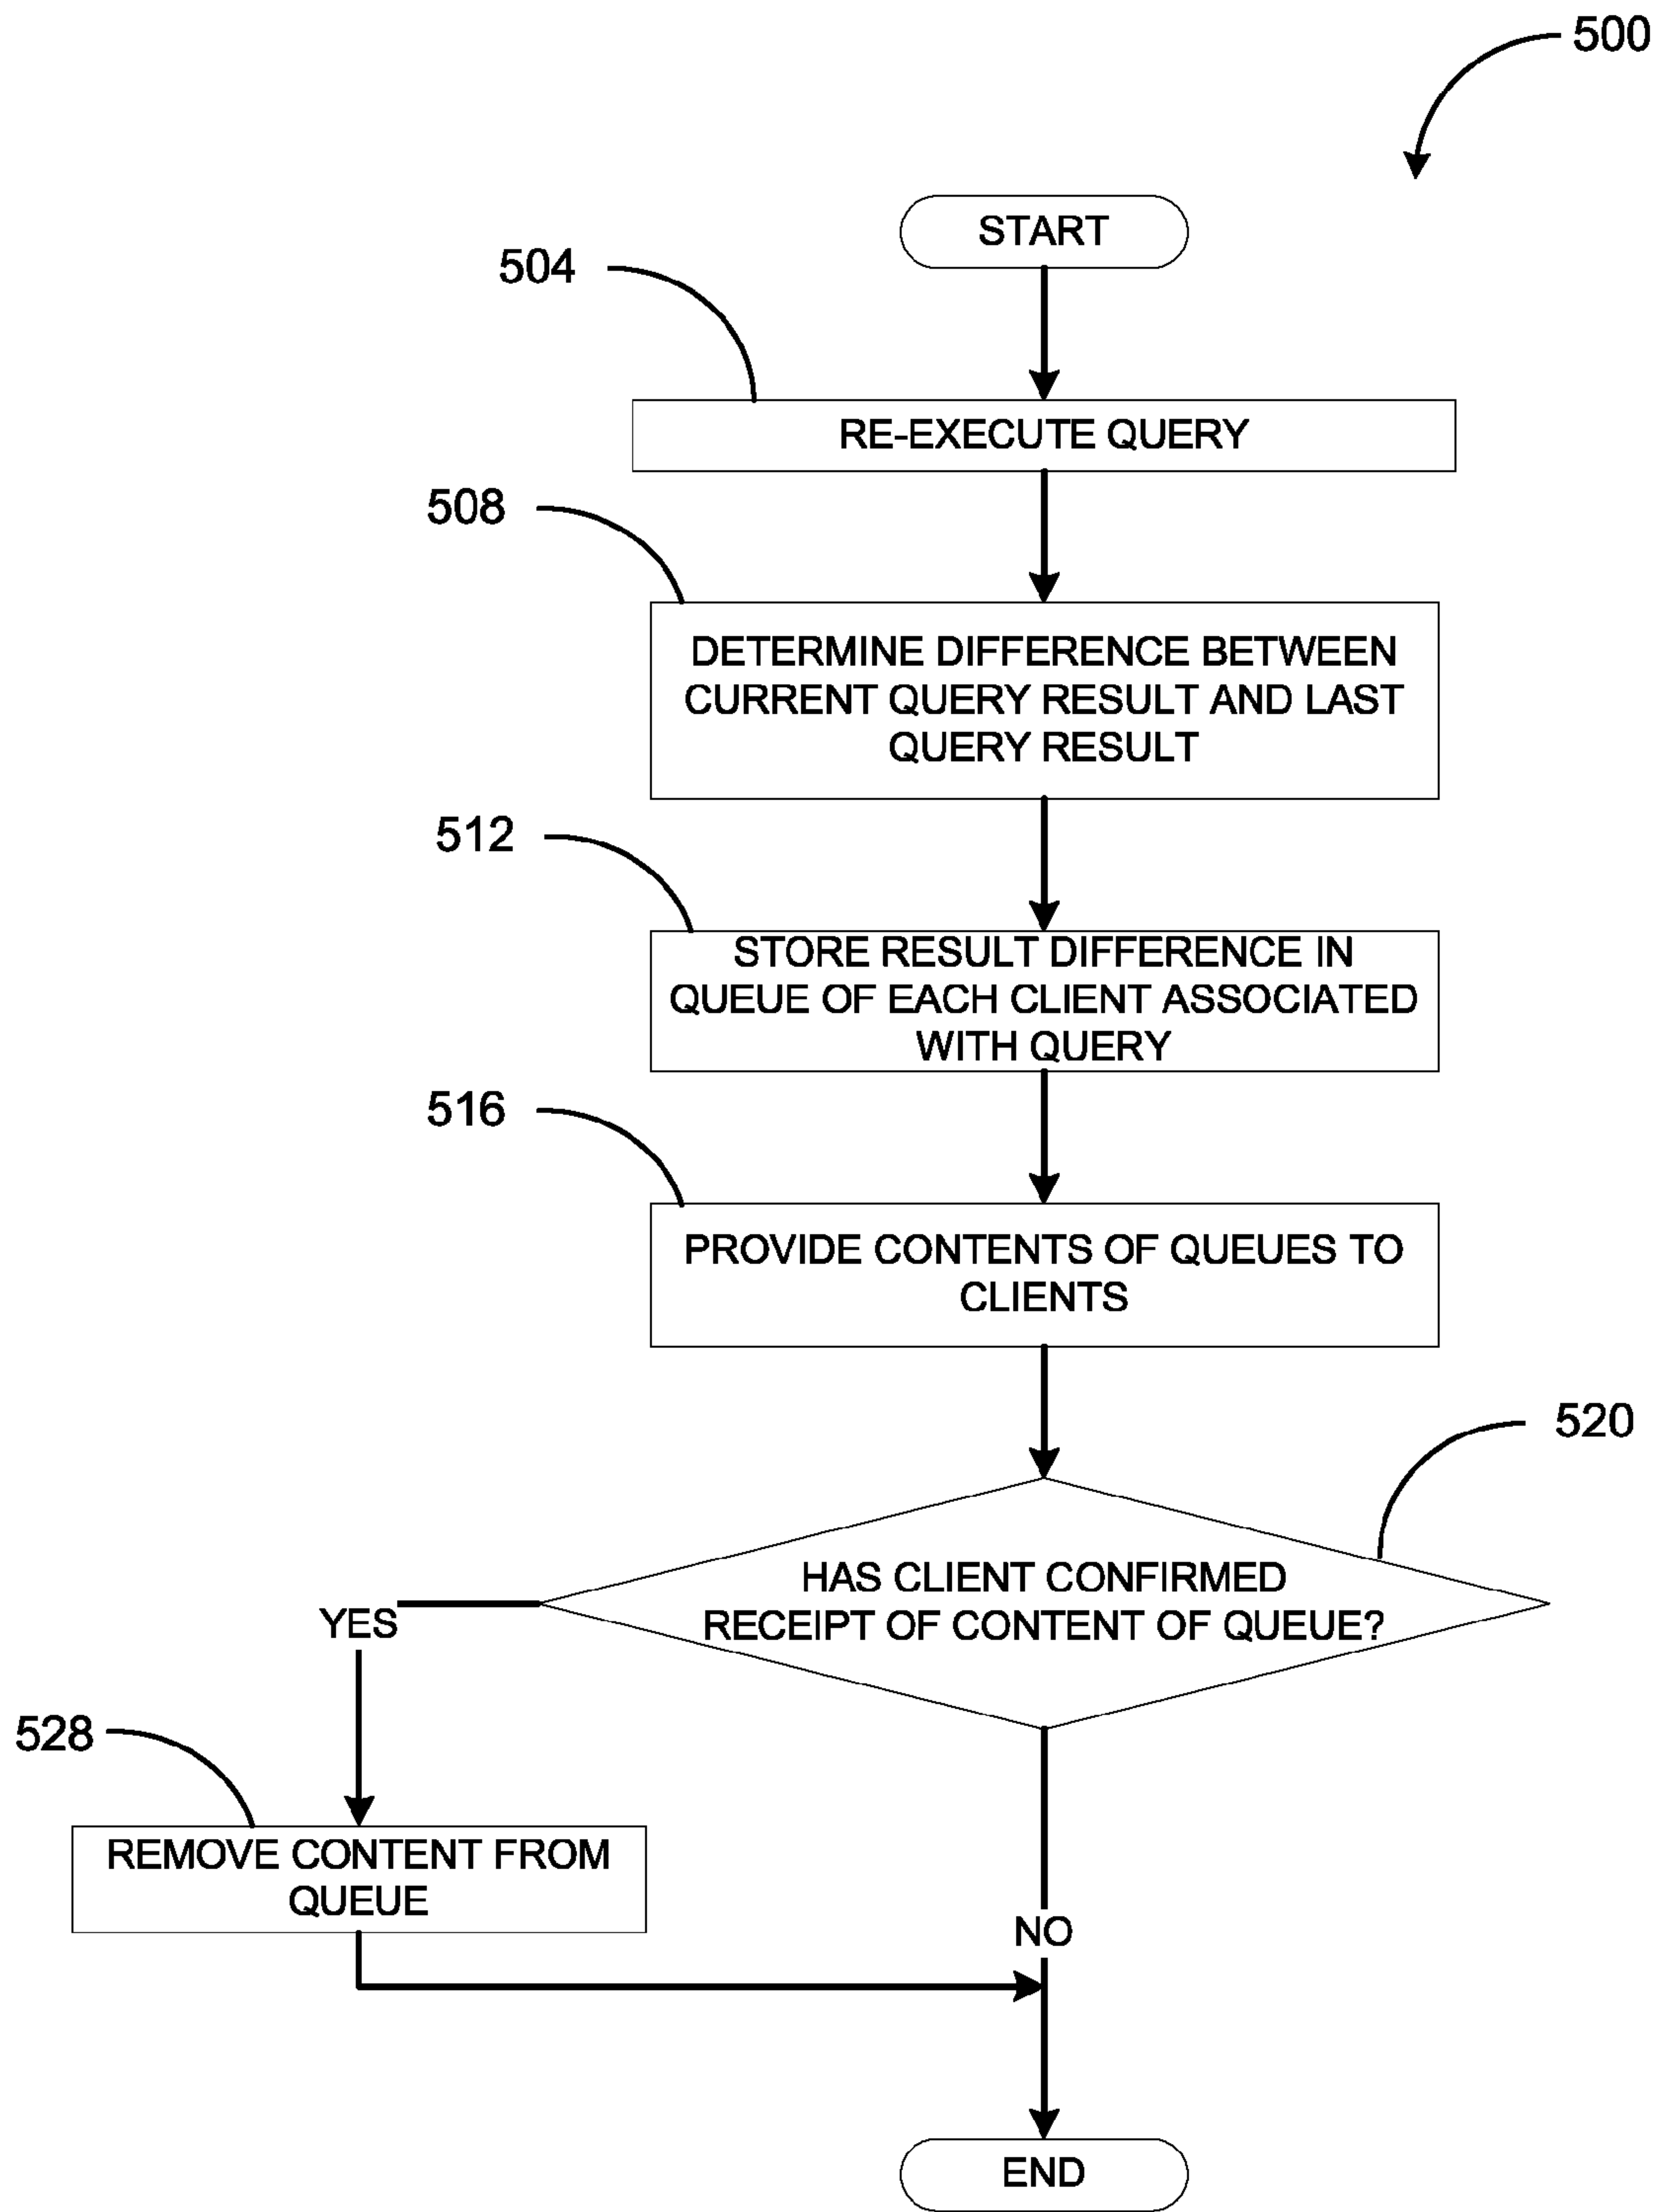 500
START
504
RE-EXECUTE QUERY
508
DETERMINE DIFFERENCE BETWEEN
CURRENT QUERY RESULT AND LAST
QUERY RESULT
512
STORE RESULT DIFFERENCE IN
QUEUE OF EACH CLIENT ASSOCIATED
WITH QUERY
516
PROVIDE CONTENTS OF QUEUES TO
CLIENTS
520
HAS CLIENT CONFIRMED
RECEIPT OF CONTENT OF QUEUE?
YES
528
REMOVE CONTENT FROM
QUEUE
NO
END